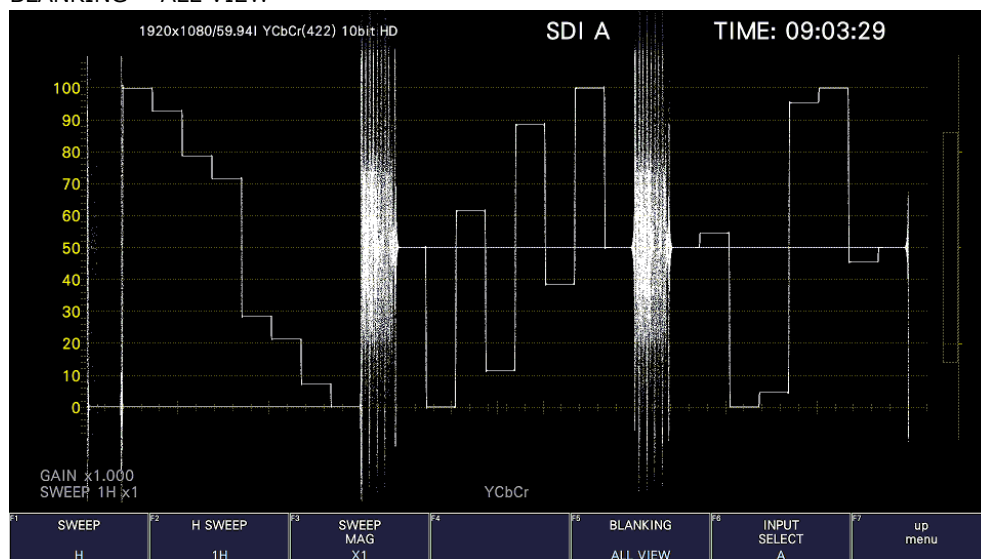 BLANKING = ALL VIEW
1920x1080/59.94I YCbCr(422) 10bit HD
SDI A
TIME: 09:03:29
100
90
80
70
60
50
40
30
20
10
0
GAIN x1.000
SWEEP 1H x1
YCbCr
F1 SWEEP
H
F2 H SWEEP
1H
F3 SWEEP
MAG
X1
F4
F5 BLANKING
ALL VIEW
F6 INPUT
SELECT
A
F7 up
menu